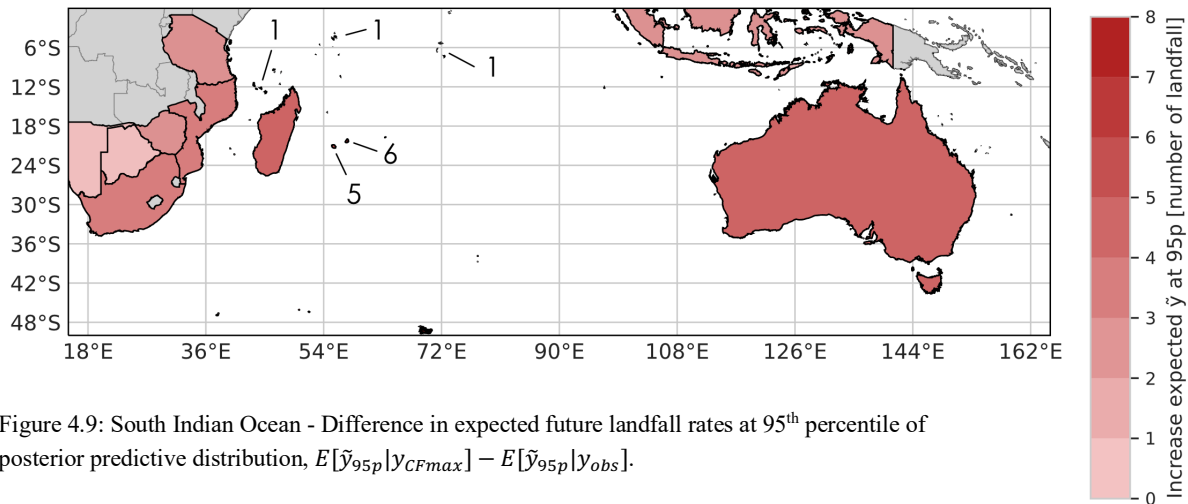 1
1
1
6
5
6°S
12°S
18°S
24°S
30°S
36°S
42°S
48°S
18°E 36°E 54°E 72°E 90°E 108°E 126°E 144°E 162°E
8
7
6
5
4
3
2
1
0
Increase expected ỹ at 95p [number of landfall]
Figure 4.9: South Indian Ocean - Difference in expected future landfall rates at 95th percentile of
posterior predictive distribution, E[ỹ95p|yCFmax] − E[ỹ95p|yobs].